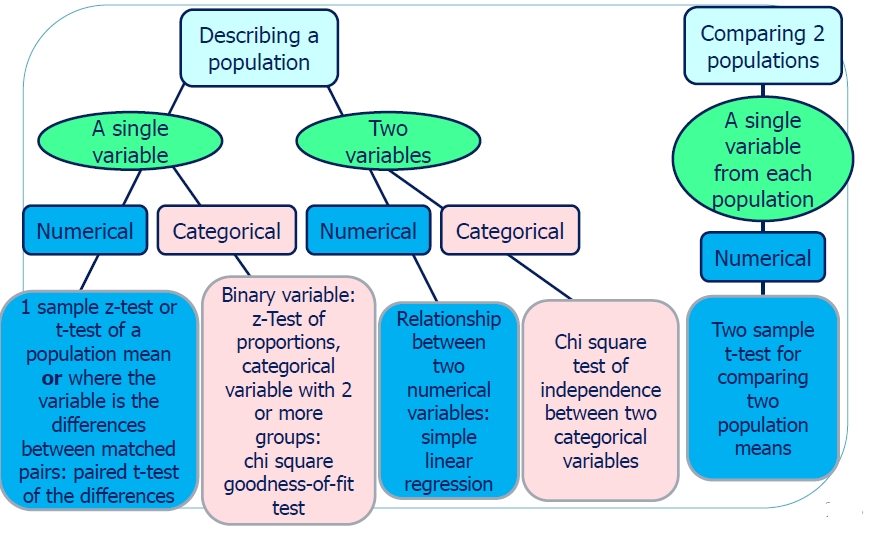 Describing a
population
Comparing 2
populations
A single
variable
Two
variables
A single
variable
from each
population
Numerical
Categorical
Numerical
Categorical
Numerical
1 sample z-test or
t-test of a
population mean
or where the
variable is the
differences
between matched
pairs: paired t-test
of the differences
Binary variable:
z-Test of
proportions,
categorical
variable with 2
or more
groups:
chi square
goodness-of-fit
test
Relationship
between
two
numerical
variables:
simple
linear
regression
Chi square
test of
independence
between two
categorical
variables
Two sample
t-test for
comparing
two
population
means